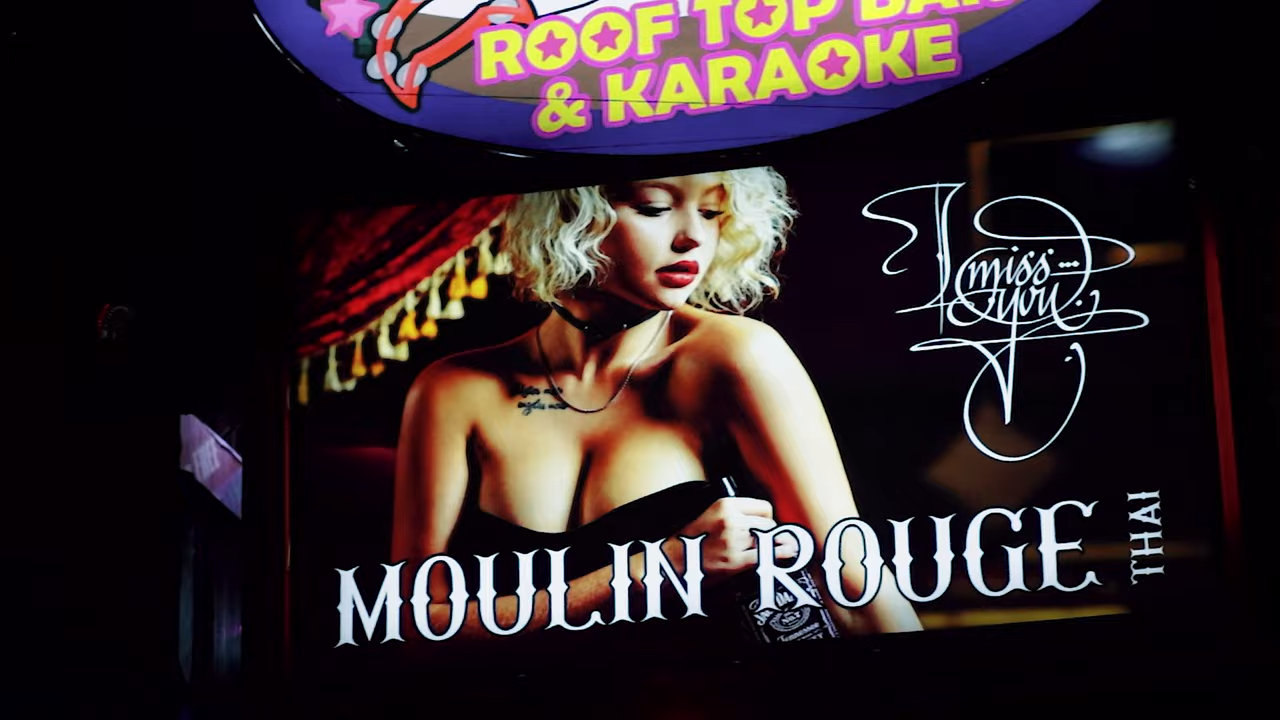 ROOF TOP BAR
& KARAOKE
I miss...
you
MOULIN ROUGE
THAI